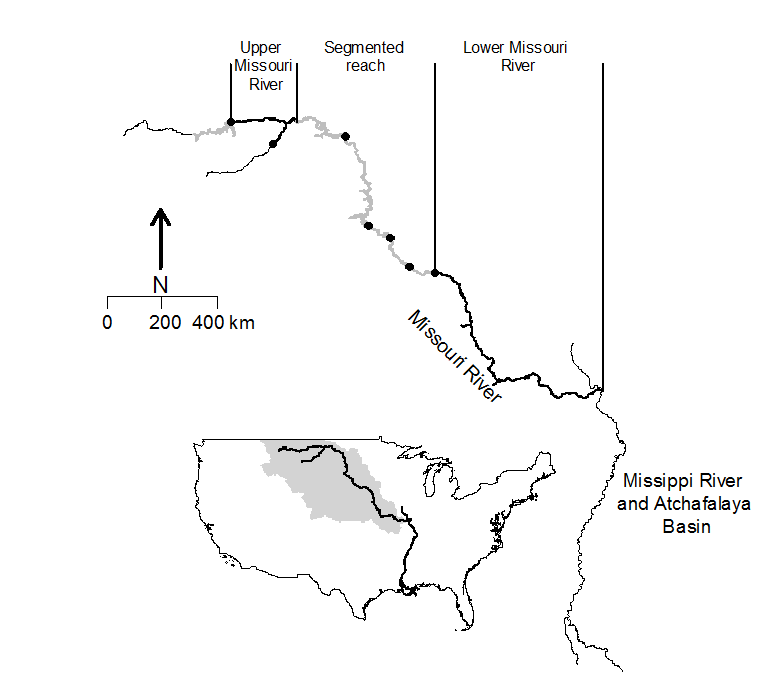 Upper
Missouri
River
Segmented
reach
Lower Missouri
River
N
0 200 400 km
Missouri River
Missippi River
and Atchafalaya
Basin